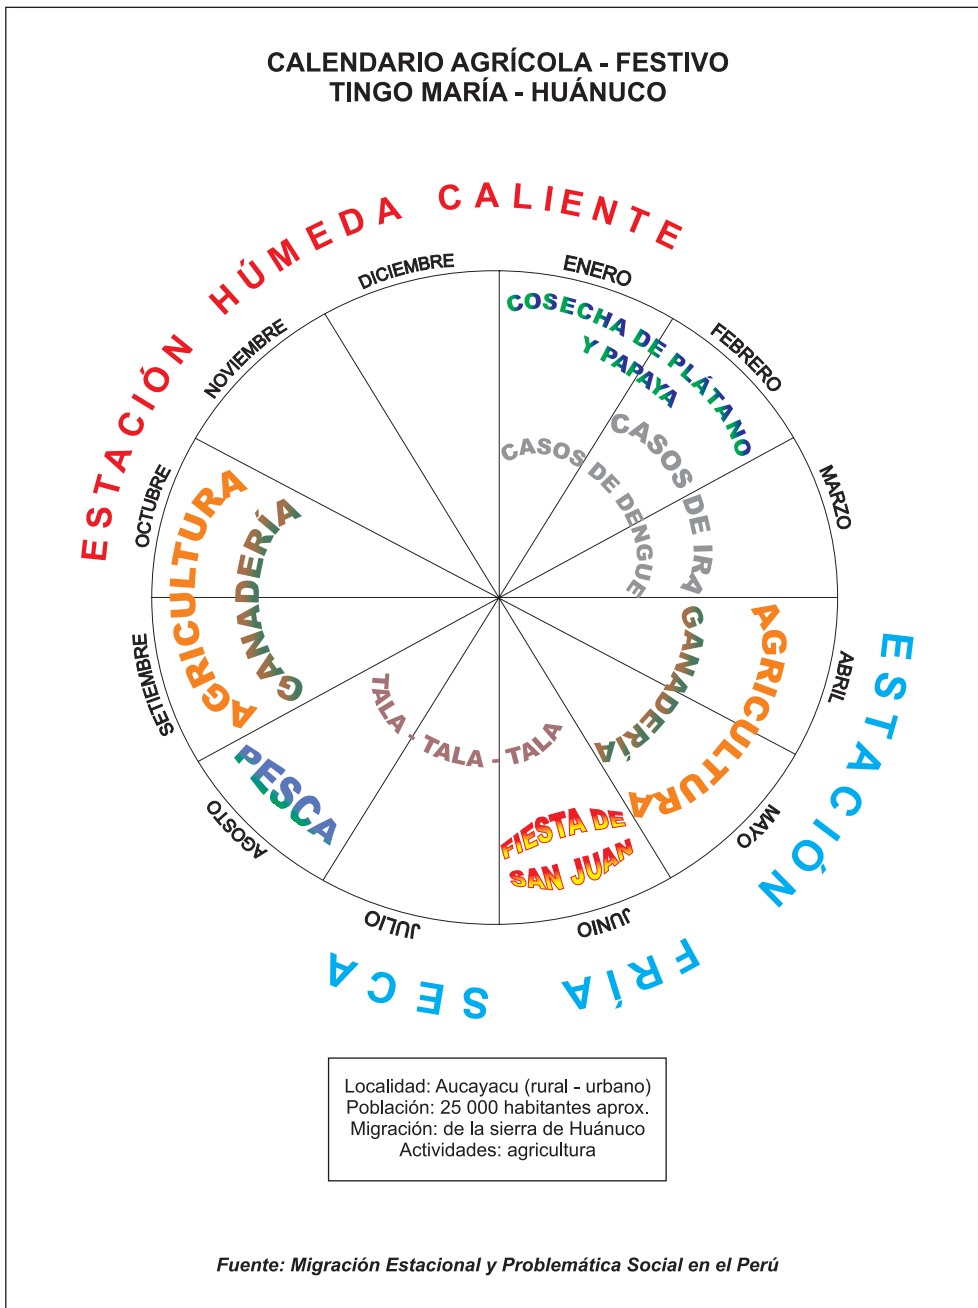 CALENDARIO AGRÍCOLA - FESTIVO
TINGO MARÍA - HUÁNUCO
ESTACIÓN HÚMEDA CALIENTE
DICIEMBRE
ENERO
NOVIEMBRE
FEBRERO
COSECHA DE PLÁTANO
Y PAPAYA
CASOS DE IRA
CASOS DE DENGUE
OCTUBRE
MARZO
AGRICULTURA
GANADERÍA
GANADERÍA
AGRICULTURA
SETIEMBRE
ABRIL
TALA - TALA - TALA
PESCA
FIESTA DE
SAN JUAN
AGOSTO
MAYO
JULIO
JUNIO
ESTACIÓN FRÍA SECA
Localidad: Aucayacu (rural - urbano)
Población: 25 000 habitantes aprox.
Migración: de la sierra de Huánuco
Actividades: agricultura
Fuente: Migración Estacional y Problemática Social en el Perú